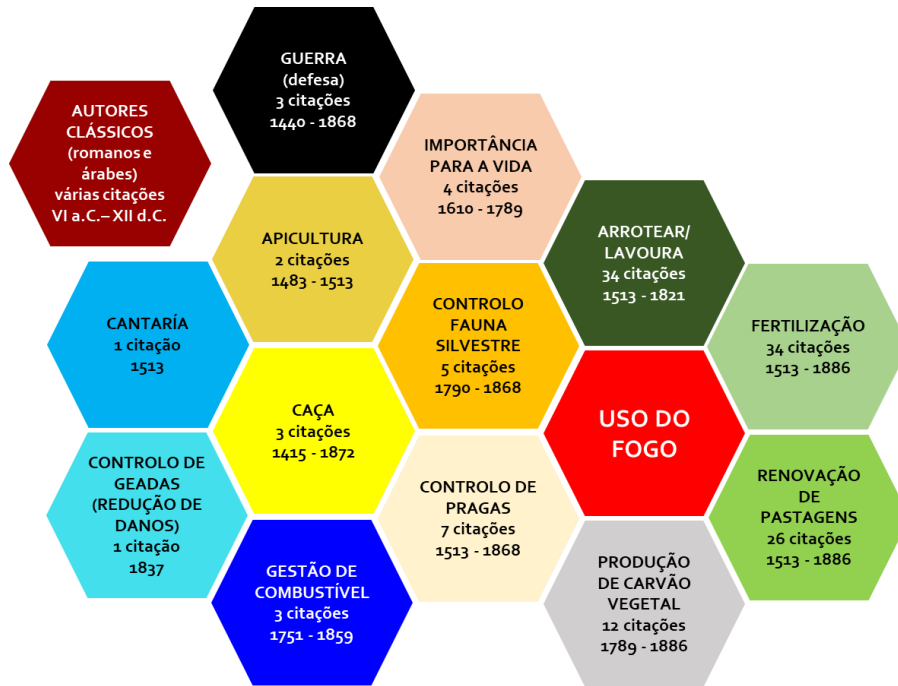 GUERRA
(defesa)
3 citações
1440 - 1868
AUTORES
CLÁSSICOS
(romanos e
árabes)
várias citações
VI a.C.– XII d.C.
IMPORTÂNCIA
PARA A VIDA
4 citações
1610 - 1789
APICULTURA
2 citações
1483 - 1513
ARROTEAR/
LAVOURA
34 citações
1513 - 1821
CANTARÍA
1 citação
1513
CONTROLO
FAUNA
SILVESTRE
5 citações
1790 - 1868
FERTILIZAÇÃO
34 citações
1513 - 1886
CAÇA
3 citações
1415 - 1872
USO DO
FOGO
CONTROLO DE
GEADAS
(REDUÇÃO DE
DANOS)
1 citação
1837
CONTROLO DE
PRAGAS
7 citações
1513 - 1868
RENOVAÇÃO
DE
PASTAGENS
26 citações
1513 - 1886
GESTÃO DE
COMBUSTÍVEL
3 citações
1751 - 1859
PRODUÇÃO
DE CARVÃO
VEGETAL
12 citações
1789 - 1886